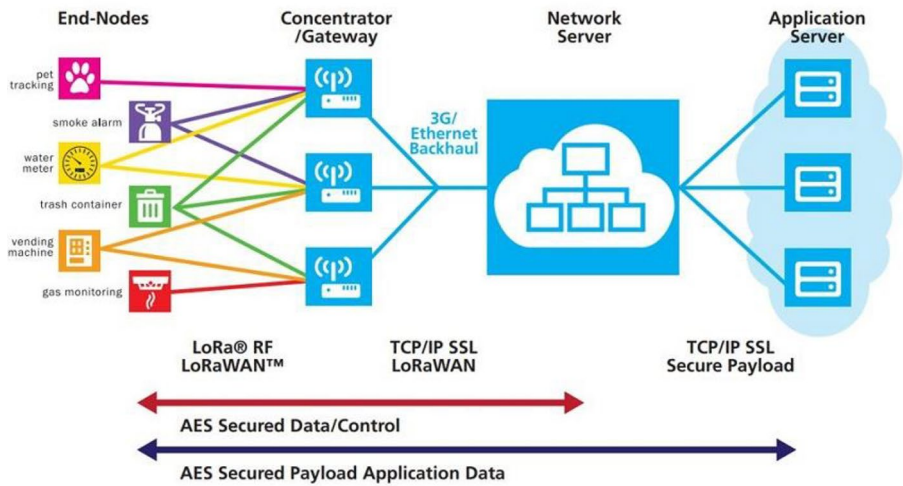 End-Nodes
Concentrator
/Gateway
Network
Server
Application
Server
pet
tracking
smoke alarm
water
meter
trash container
vending
machine
gas monitoring
3G/
Ethernet
Backhaul
LoRa® RF
LoRaWAN™
TCP/IP SSL
LoRaWAN
TCP/IP SSL
Secure Payload
AES Secured Data/Control
AES Secured Payload Application Data